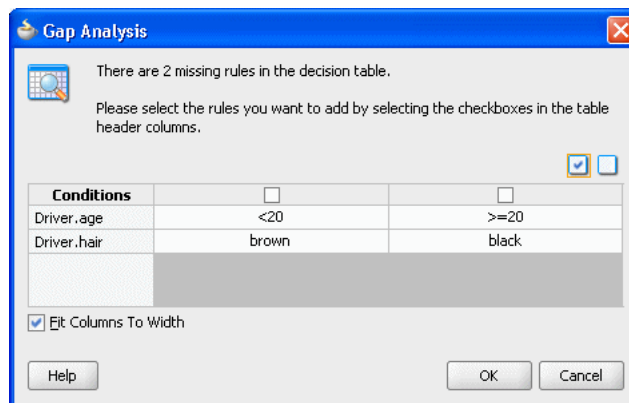 Gap Analysis
There are 2 missing rules in the decision table.
Please select the rules you want to add by selecting the checkboxes in the table
header columns.
Conditions
Driver.age <20 >=20
Driver.hair brown black
Fit Columns To Width
Help OK Cancel